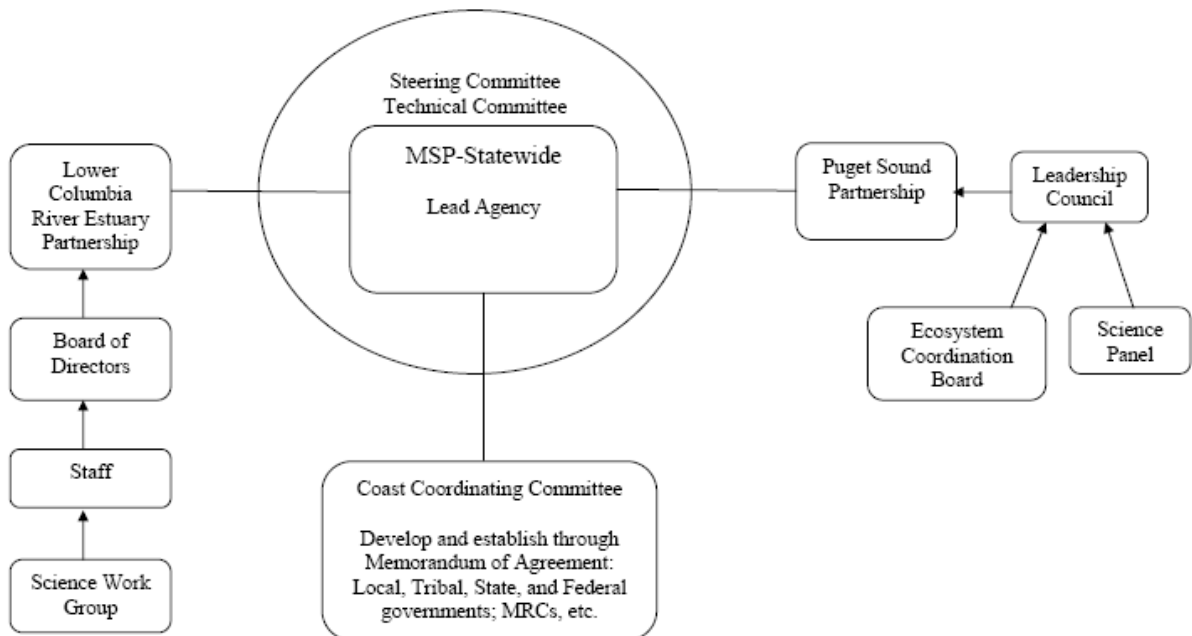 Steering Committee
Technical Committee
MSP-Statewide
Lead Agency
Lower
Columbia
River Estuary
Partnership
Board of
Directors
Staff
Science Work
Group
Coast Coordinating Committee
Develop and establish through
Memorandum of Agreement:
Local, Tribal, State, and Federal
governments; MRCs, etc.
Puget Sound
Partnership
Leadership
Council
Ecosystem
Coordination
Board
Science
Panel